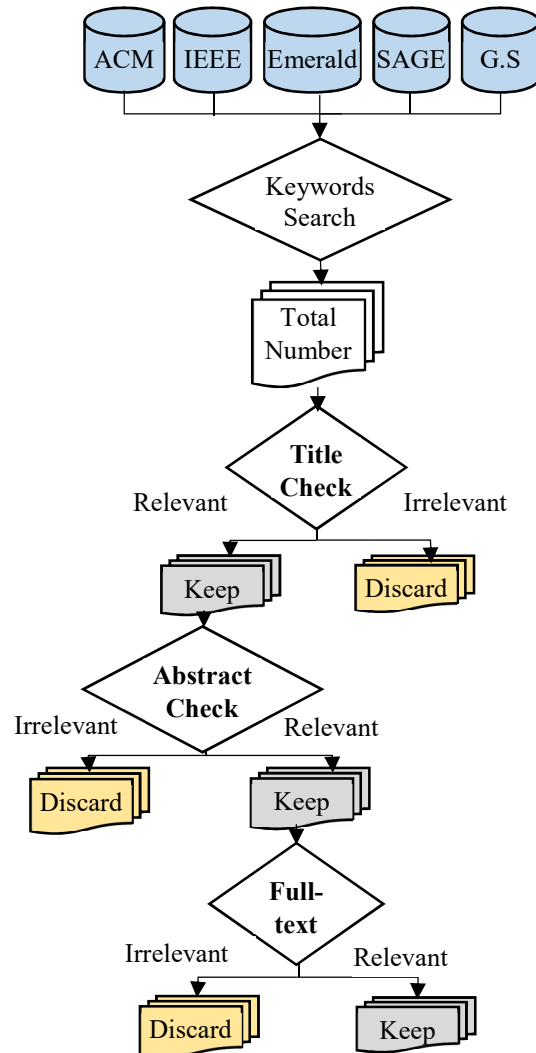 ACM IEEE Emerald SAGE G.S
Keywords
Search
Total
Number
Title
Check
Relevant Irrelevant
Keep Discard
Abstract
Check
Irrelevant Relevant
Discard Keep
Full-
text
Irrelevant Relevant
Discard Keep